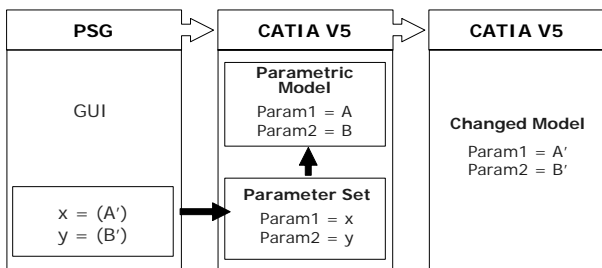 PSG
GUI
x = (A′)
y = (B′)
CATIA V5
Parametric
Model
Param1 = A
Param2 = B
Parameter Set
Param1 = x
Param2 = y
CATIA V5
Changed Model
Param1 = A′
Param2 = B′